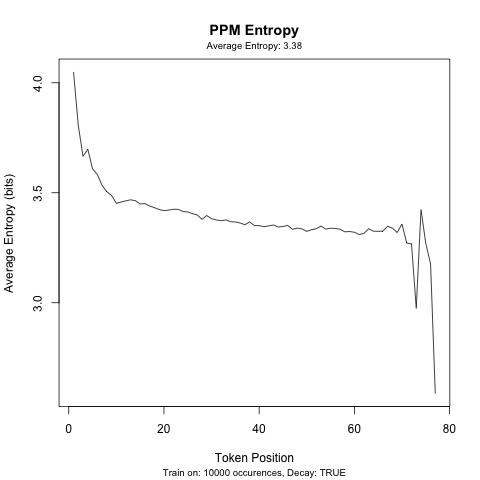 PPM Entropy
Average Entropy: 3.38
Average Entropy (bits)
4.0
3.5
3.0
0 20 40 60 80
Token Position
Train on: 10000 occurences, Decay: TRUE